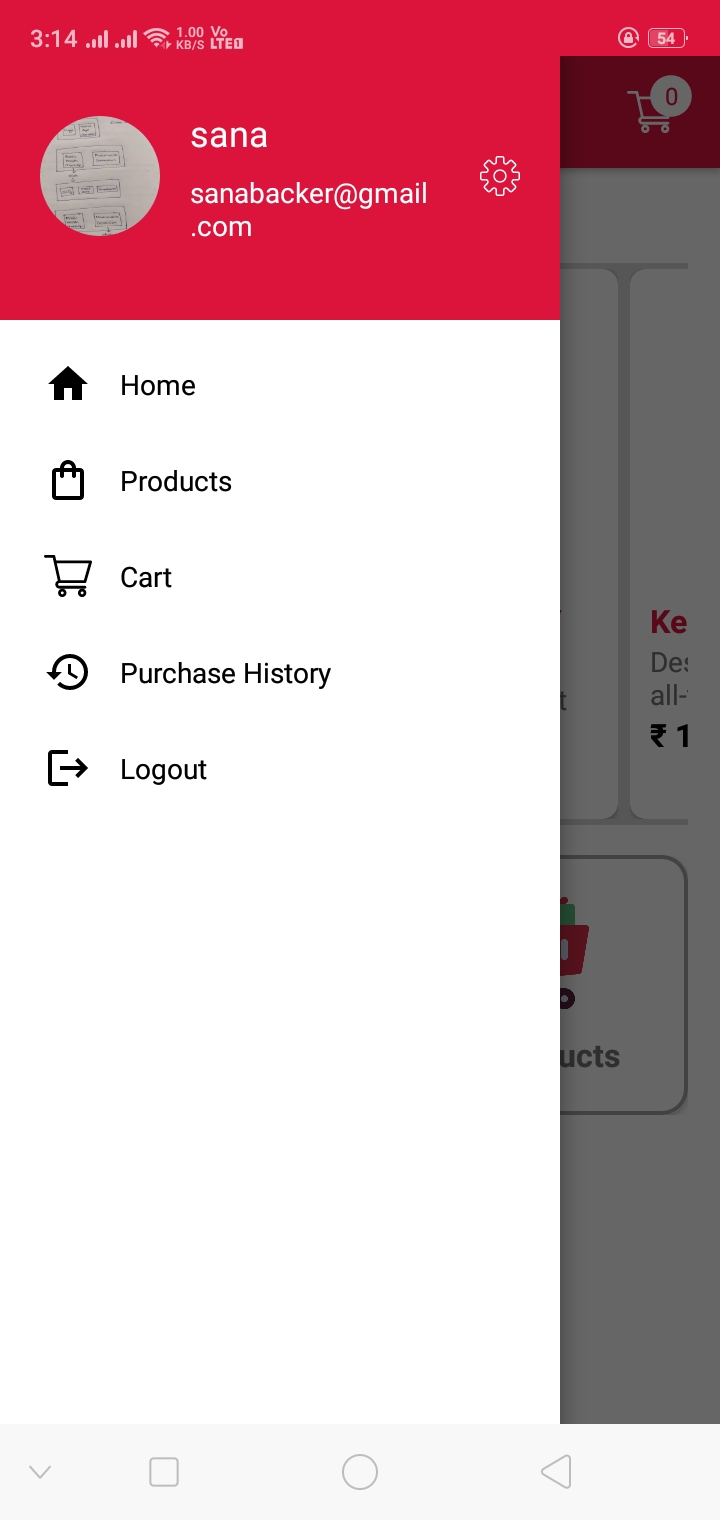 3:14 1.00 KB/S Vo LTE 1 54
0
sana
sanabacker@gmail
.com
Home
Products
Cart
Purchase History
Logout
Ke
Des
all-
₹ 1
t
ucts